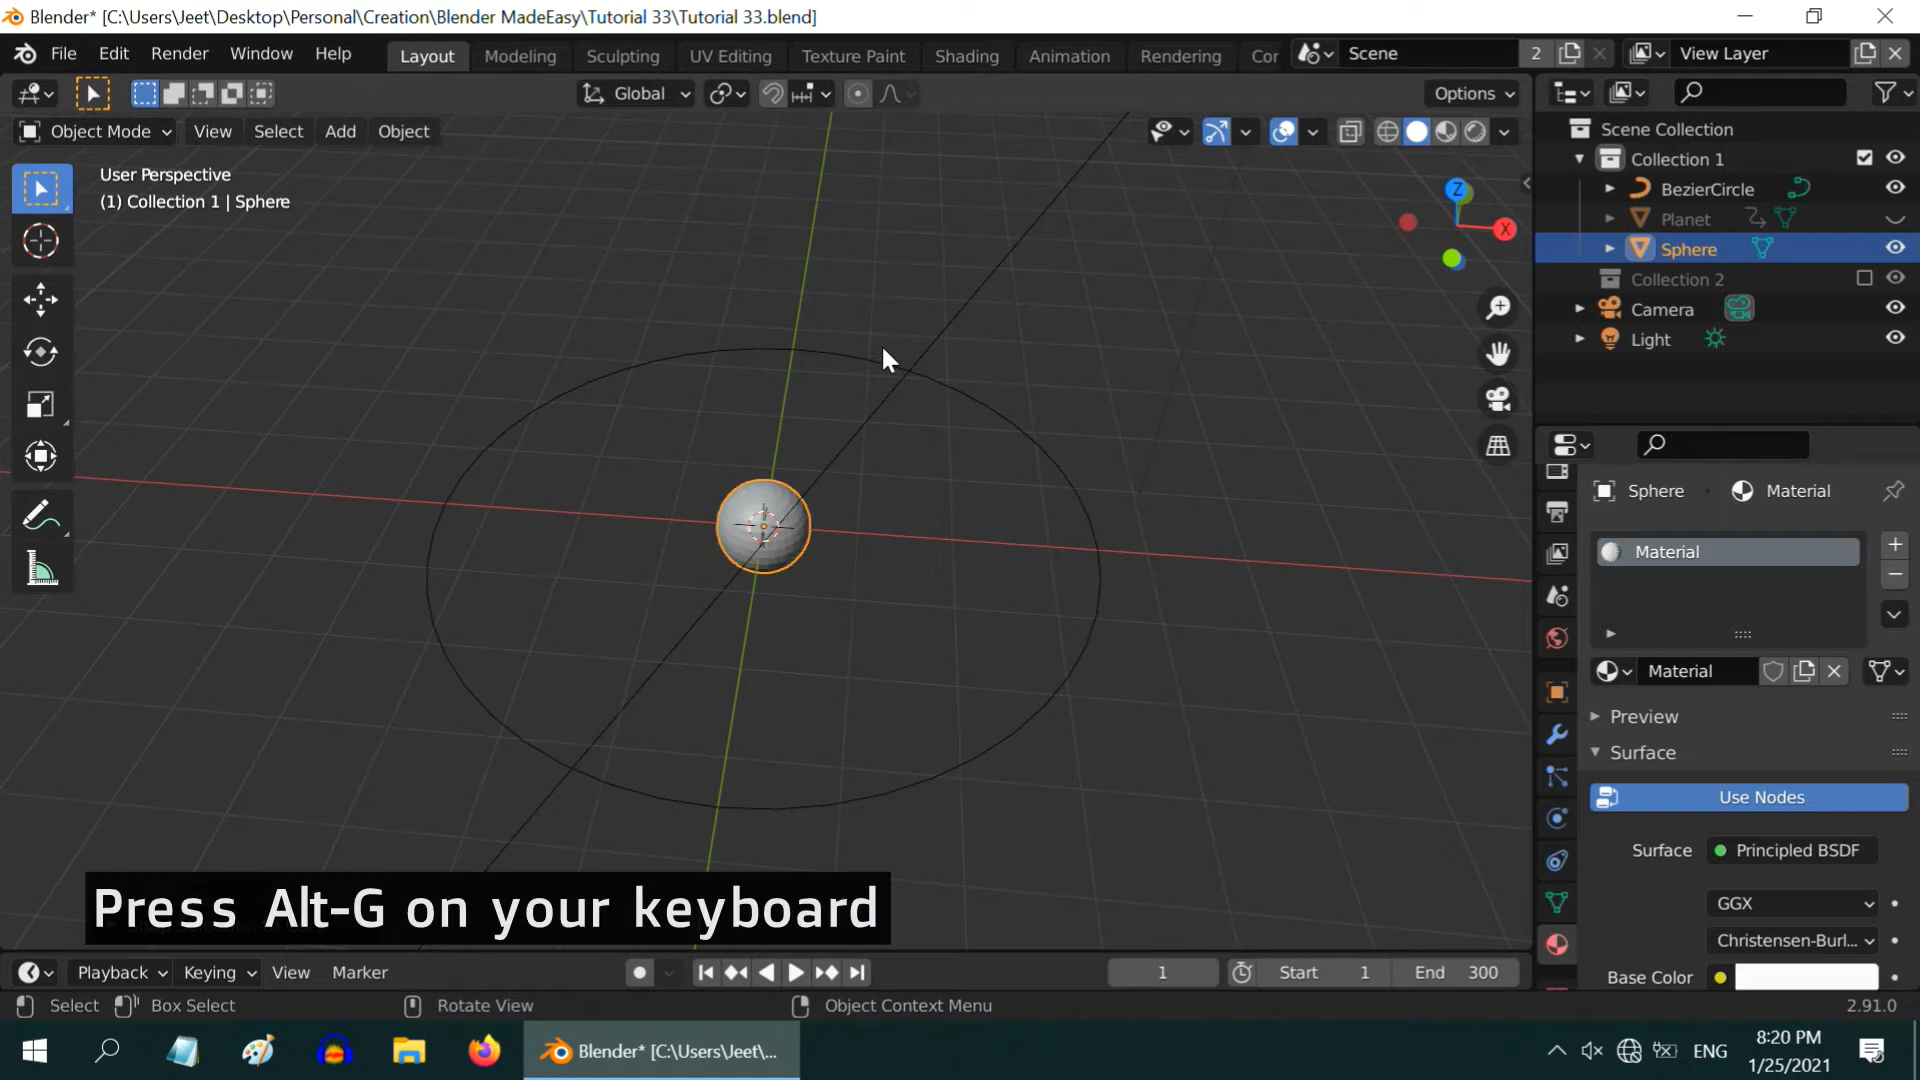 Blender* [C:\Users\Jeet\Desktop\Personal\Creation\Blender MadeEasy\Tutorial 33\Tutorial 33.blend]
File Edit Render Window Help Layout Modeling Sculpting UV Editing Texture Paint Shading Animation Rendering Cor Scene 2 View Layer
Global Options
Object Mode View Select Add Object
User Perspective
(1) Collection 1 | Sphere
Z
X
Scene Collection
Collection 1
BezierCircle
Planet
Sphere
Collection 2
Camera
Light
Sphere Material
Material
Material
Preview
Surface
Use Nodes
Surface Principled BSDF
GGX
Christensen-Burl...
Base Color
Press Alt-G on your keyboard
Playback Keying View Marker 1 Start 1 End 300
Select Box Select Rotate View Object Context Menu 2.91.0
Blender* [C:\Users\Jeet\... ENG 8:20 PM
1/25/2021